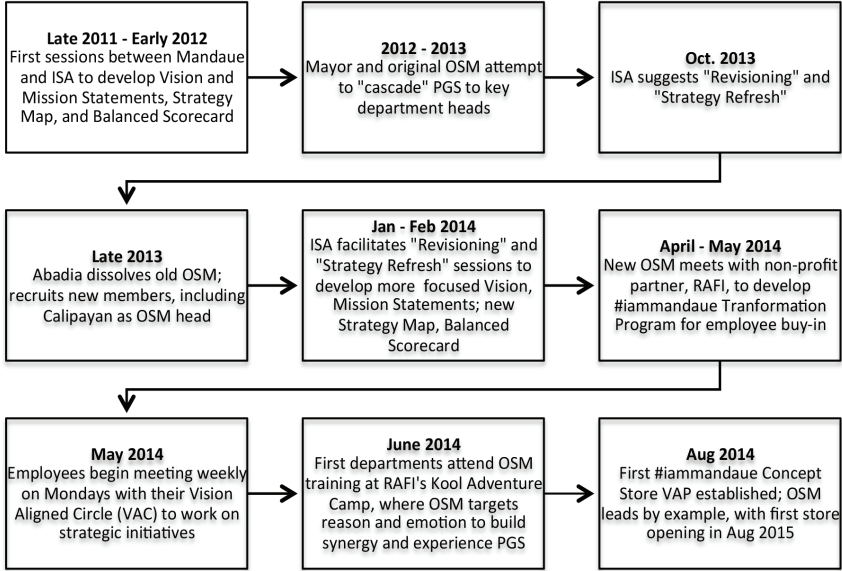 Late 2011 - Early 2012
First sessions between Mandaue
and ISA to develop Vision and
Mission Statements, Strategy
Map, and Balanced Scorecard
2012 - 2013
Mayor and original OSM attempt
to "cascade" PGS to key
department heads
Oct. 2013
ISA suggests "Revisioning" and
"Strategy Refresh"
Late 2013
Abadia dissolves old OSM;
recruits new members, including
Calipayan as OSM head
Jan - Feb 2014
ISA facilitates "Revisioning" and
"Strategy Refresh" sessions to
develop more focused Vision,
Mission Statements; new
Strategy Map, Balanced
Scorecard
April - May 2014
New OSM meets with non-profit
partner, RAFI, to develop
#iammandaue Tranformation
Program for employee buy-in
May 2014
Employees begin meeting weekly
on Mondays with their Vision
Aligned Circle (VAC) to work on
strategic initiatives
June 2014
First departments attend OSM
training at RAFI's Kool Adventure
Camp, where OSM targets
reason and emotion to build
synergy and experience PGS
Aug 2014
First #iammandaue Concept
Store VAP established; OSM
leads by example, with first store
opening in Aug 2015